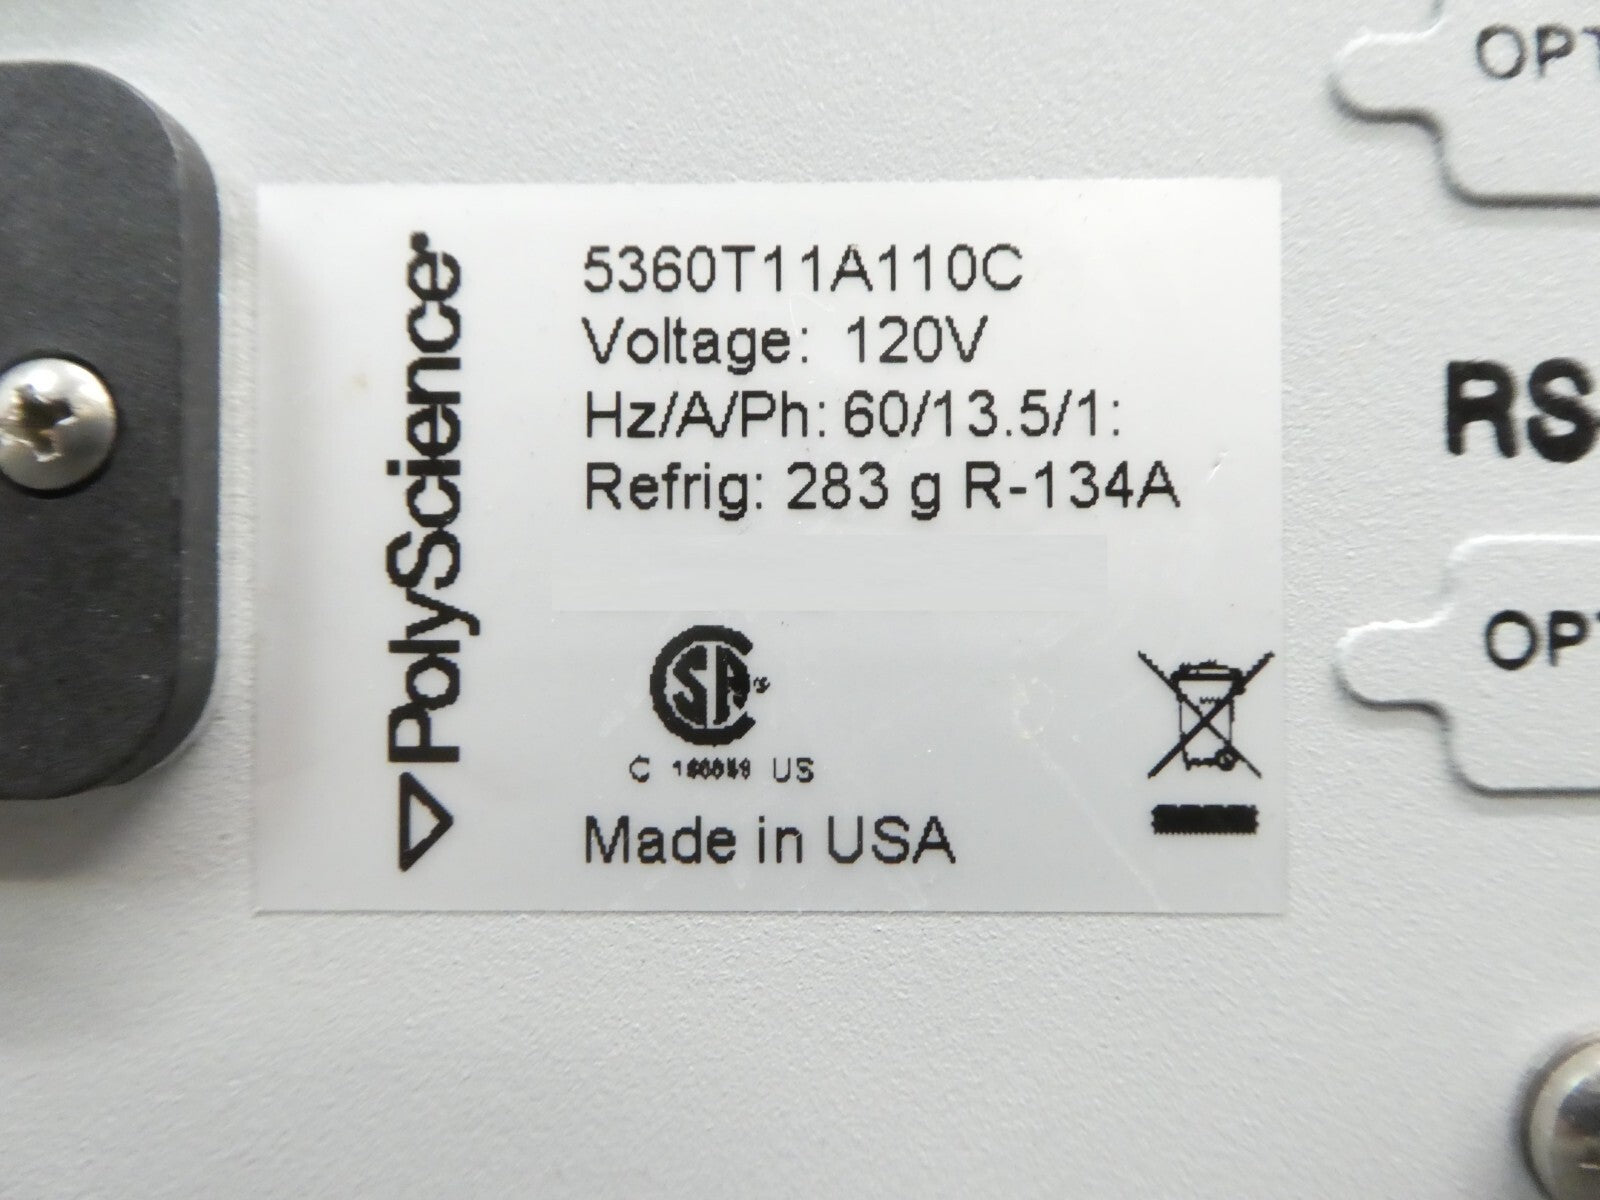 PolyScience
5360T11A110C
Voltage: 120V
Hz/A/Ph: 60/13.5/1:
Refrig: 283 g R-134A
C US
Made in USA
OPT
RS-
OPT